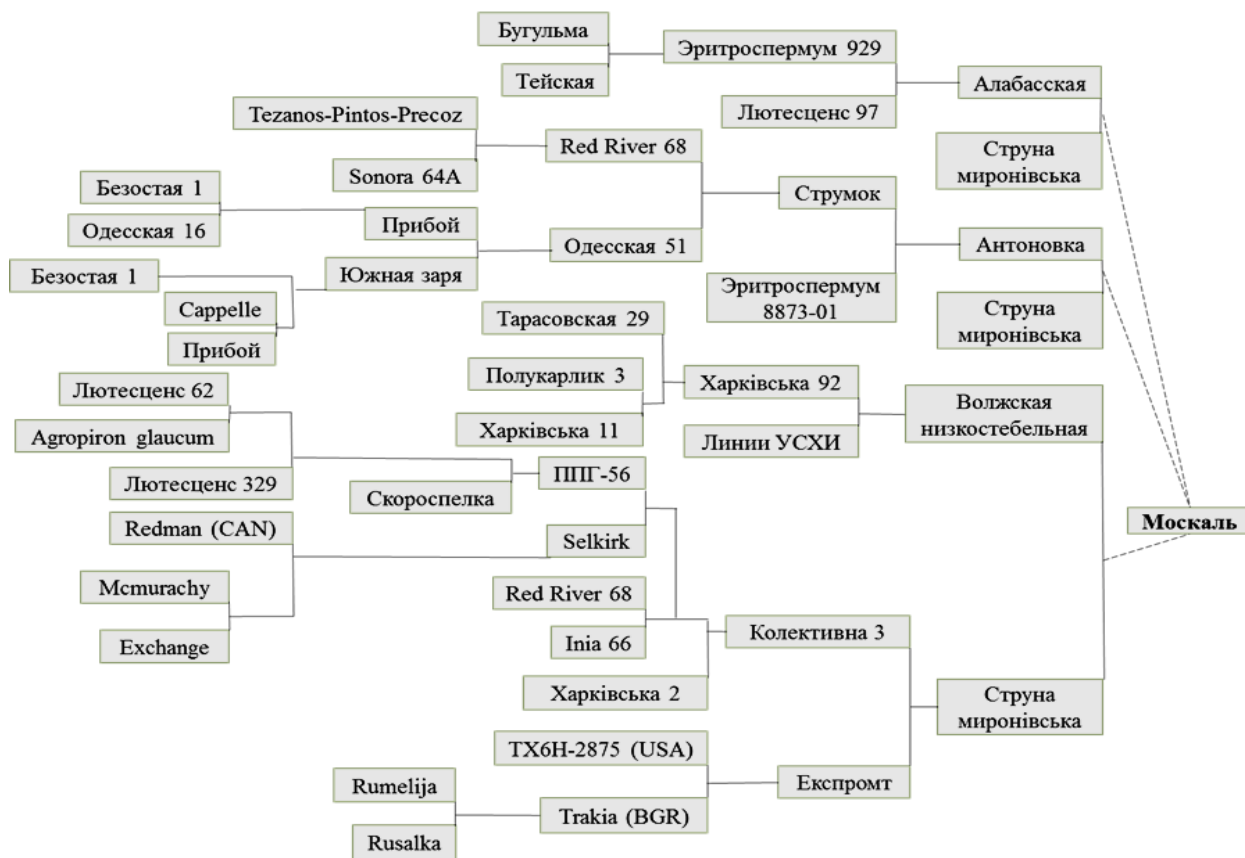 Бугульма
Эритроспермум 929
Тейская
Алабасская
Tezanos-Pintos-Precoz
Лютесценс 97
Red River 68
Струна
миронівська
Sonora 64A
Безостая 1
Струмок
Прибой
Одесская 16
Одесская 51
Антоновка
Безостая 1
Южная заря
Эритроспермум
8873-01
Cappelle
Струна
миронівська
Тарасовская 29
Прибой
Полукарлик 3
Харківська 92
Лютесценс 62
Волжская
низкостебельная
Agropiron glaucum
Харківська 11
Линии УСХИ
ППГ-56
Лютесценс 329
Скороспелка
Москаль
Redman (CAN)
Selkirk
Mcmurachy
Red River 68
Exchange
Inia 66
Колективна 3
Харківська 2
Струна
миронівська
TX6H-2875 (USA)
Rumelija
Експромт
Trakia (BGR)
Rusalka